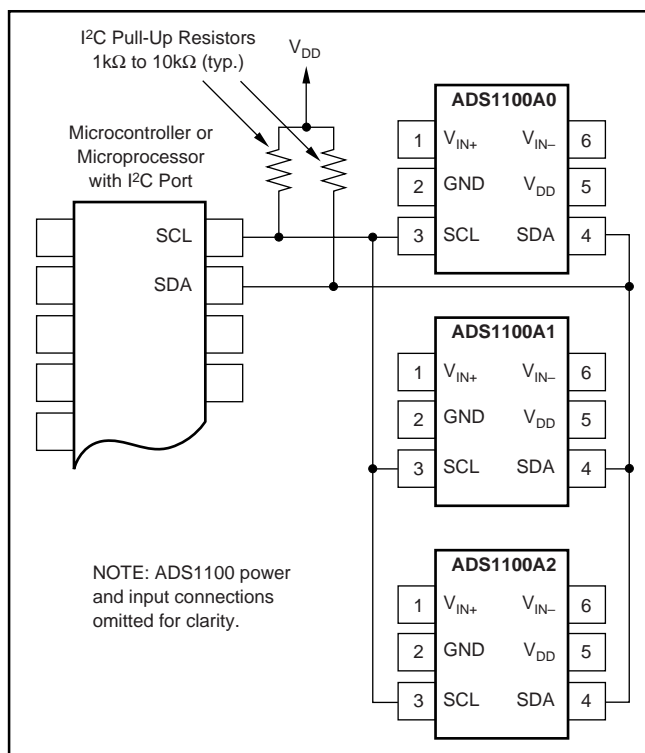 I²C Pull-Up Resistors
1kΩ to 10kΩ (typ.)
V_DD
Microcontroller or
Microprocessor
with I²C Port
SCL
SDA
ADS1100A0
1 V_IN+ V_IN– 6
2 GND V_DD 5
3 SCL SDA 4
ADS1100A1
1 V_IN+ V_IN– 6
2 GND V_DD 5
3 SCL SDA 4
ADS1100A2
1 V_IN+ V_IN– 6
2 GND V_DD 5
3 SCL SDA 4
NOTE: ADS1100 power
and input connections
omitted for clarity.